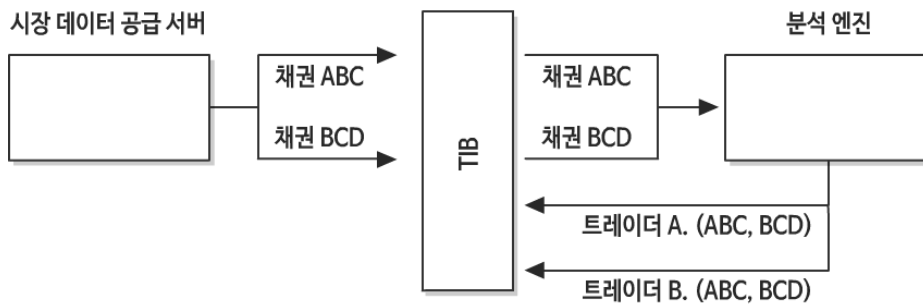 시장 데이터 공급 서버
분석 엔진
채권 ABC
채권 BCD
TIB
채권 ABC
채권 BCD
트레이더 A. (ABC, BCD)
트레이더 B. (ABC, BCD)